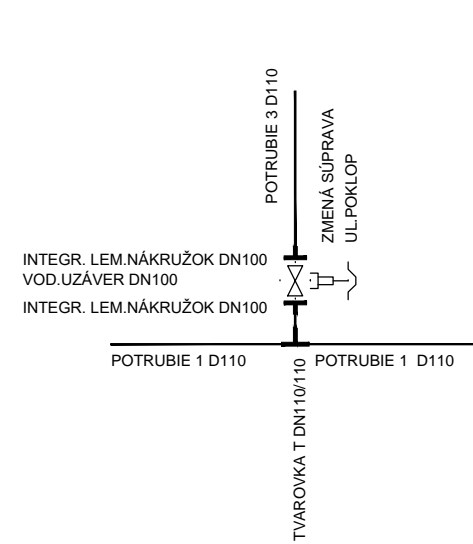 POTRUBIE 3 D110
ZMENÁ SÚPRAVA
UL.POKLOP
INTEGR. LEM.NÁKRUŽOK DN100
VOD.UZÁVER DN100
INTEGR. LEM.NÁKRUŽOK DN100
POTRUBIE 1 D110
POTRUBIE 1 D110
TVAROVKA T DN110/110